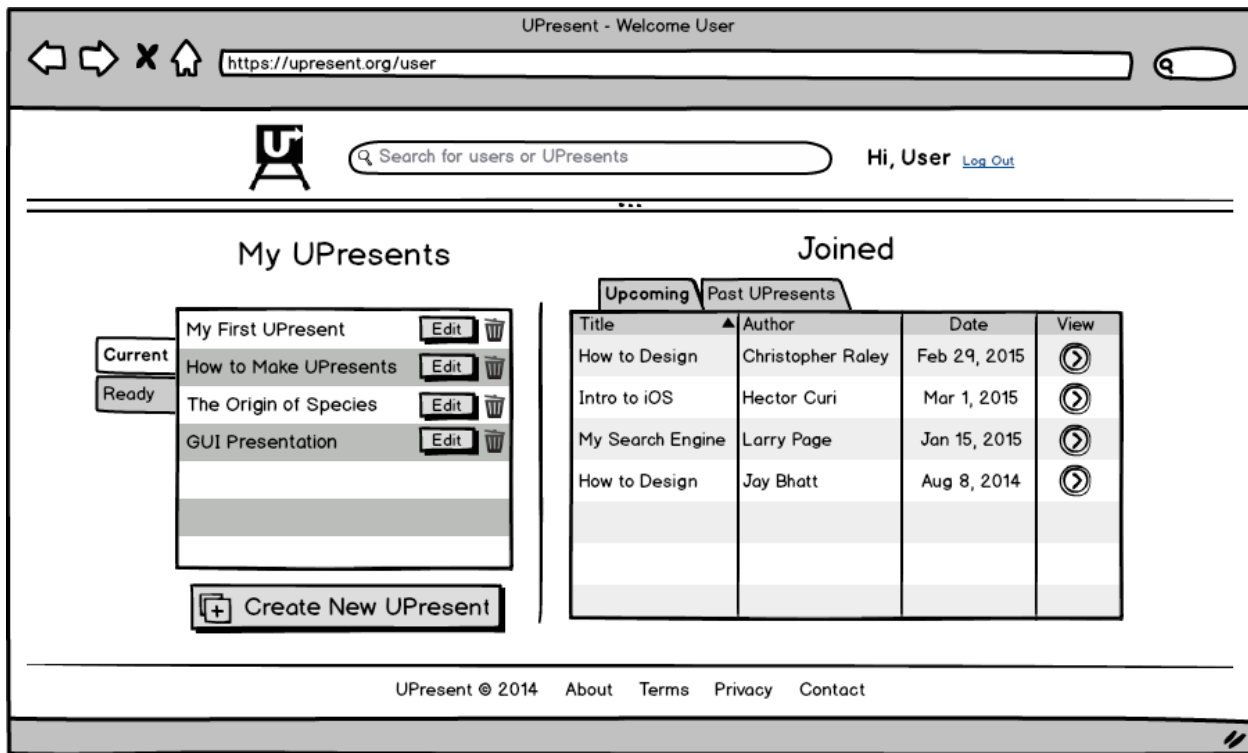 UPresent - Welcome User
https://upresent.org/user
U
Search for users or UPresents
Hi, User Log Out
My UPresents
Current
Ready
My First UPresent Edit
How to Make UPresents Edit
The Origin of Species Edit
GUI Presentation Edit
Create New UPresent
Joined
Upcoming Past UPresents
Title Author Date View
How to Design Christopher Raley Feb 29, 2015
Intro to iOS Hector Curi Mar 1, 2015
My Search Engine Larry Page Jan 15, 2015
How to Design Jay Bhatt Aug 8, 2014
UPresent © 2014 About Terms Privacy Contact